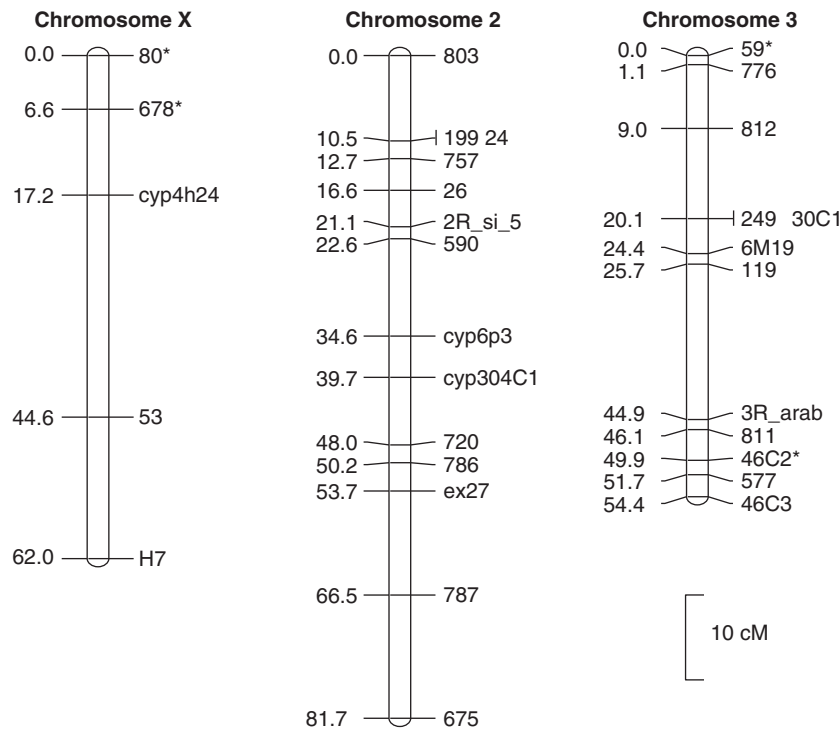 Chromosome X
0.0 80*
6.6 678*
17.2 cyp4h24
44.6 53
62.0 H7
Chromosome 2
0.0 803
10.5 199 24
12.7 757
16.6 26
21.1 2R_si_5
22.6 590
34.6 cyp6p3
39.7 cyp304C1
48.0 720
50.2 786
53.7 ex27
66.5 787
81.7 675
Chromosome 3
0.0 59*
1.1 776
9.0 812
20.1 249 30C1
24.4 6M19
25.7 119
44.9 3R_arab
46.1 811
49.9 46C2*
51.7 577
54.4 46C3
10 cM